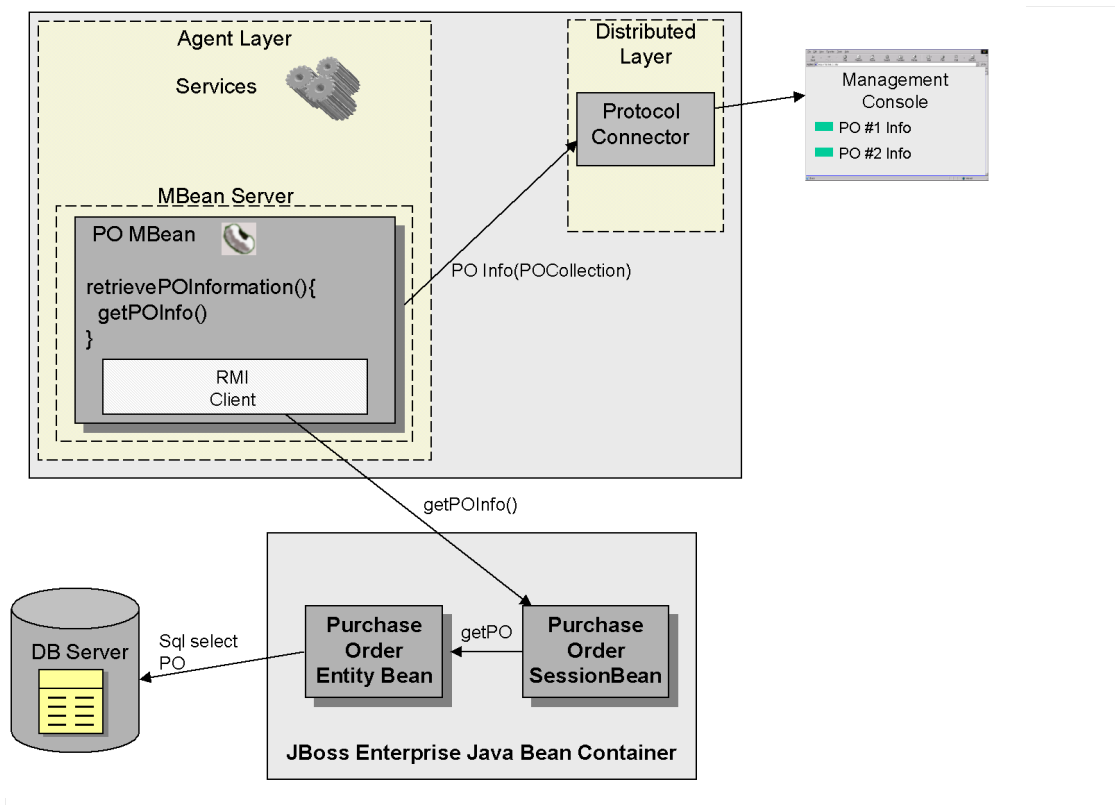 Agent Layer
Services
Distributed
Layer
Protocol
Connector
Management
Console
PO #1 Info
PO #2 Info
MBean Server
PO MBean
retrievePOInformation(){
getPOInfo()
}
RMI
Client
PO Info(POCollection)
getPOInfo()
DB Server
Sql select
PO
Purchase
Order
Entity Bean
getPO
Purchase
Order
SessionBean
JBoss Enterprise Java Bean Container